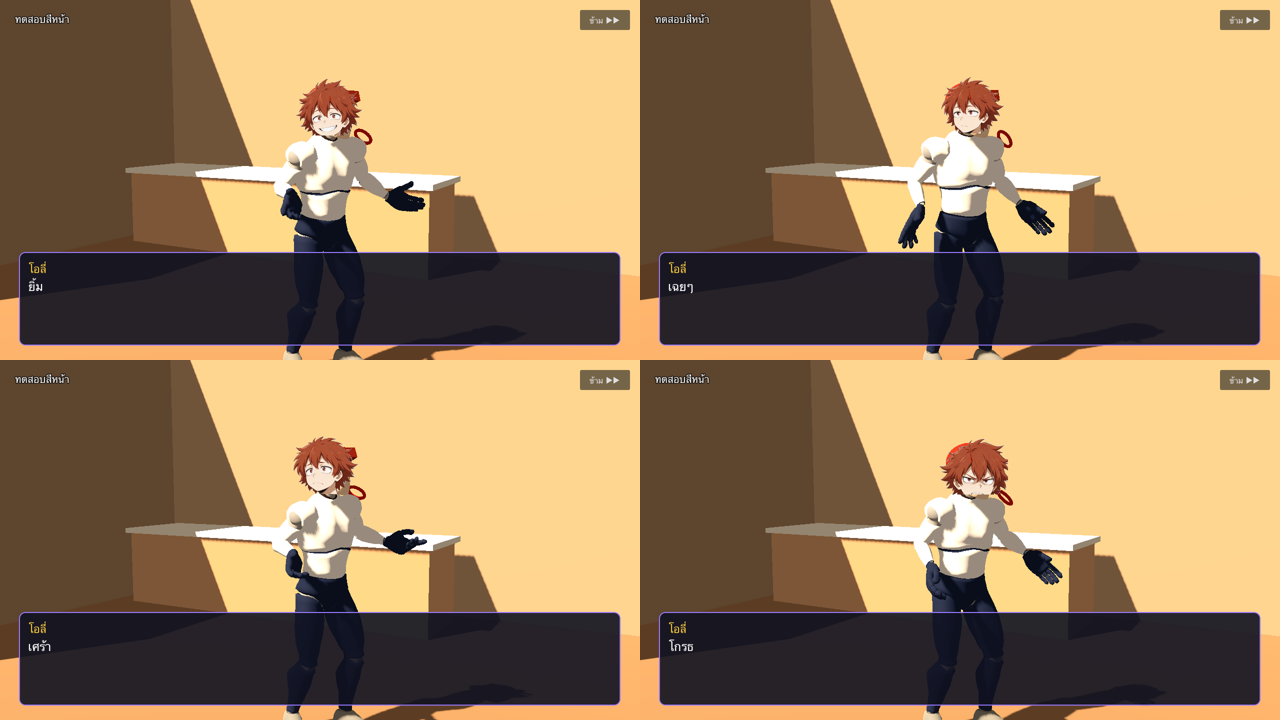 ทดสอบสีหน้า
ข้าม ▶▶
โอลี่
ยิ้ม
ทดสอบสีหน้า
ข้าม ▶▶
โอลี่
เฉยๆ
ทดสอบสีหน้า
ข้าม ▶▶
โอลี่
เศร้า
ทดสอบสีหน้า
ข้าม ▶▶
โอลี่
โกรธ